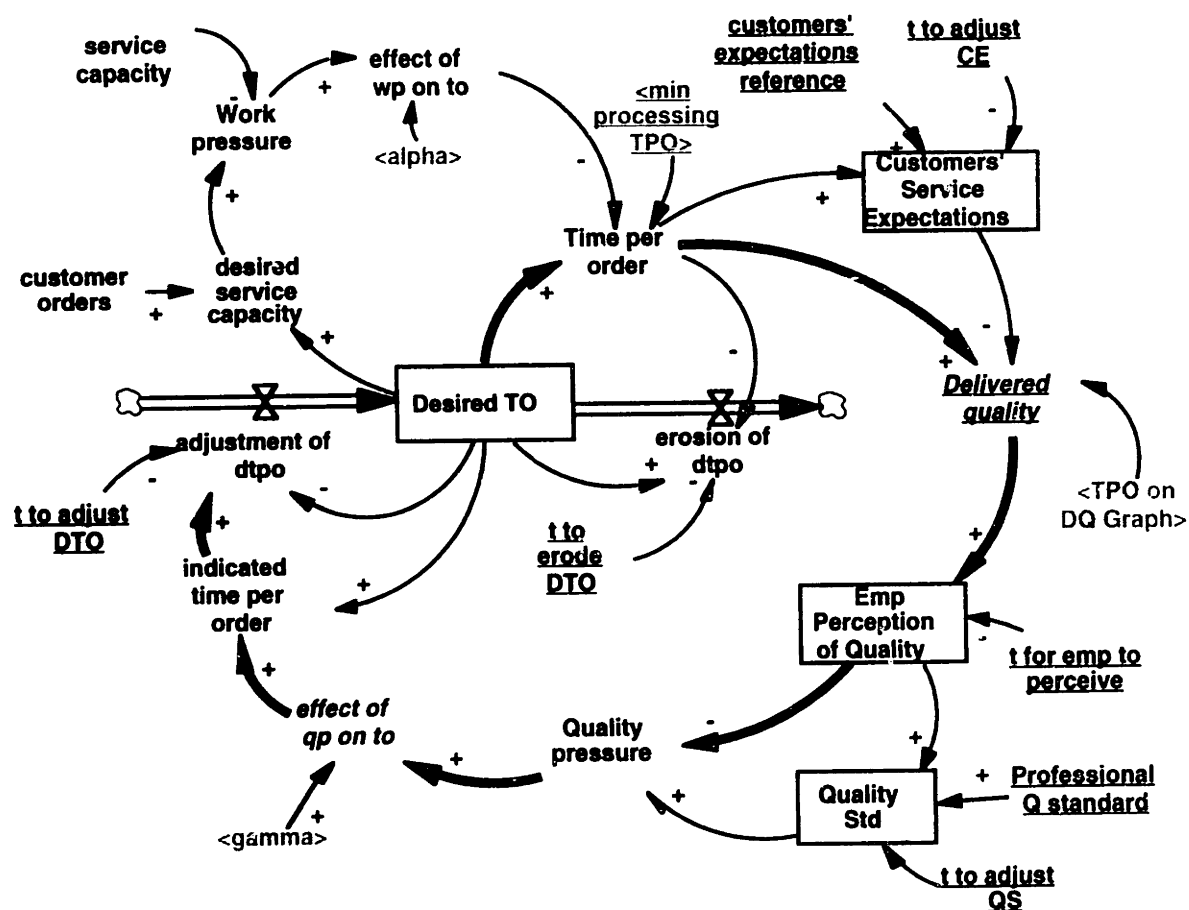 service
capacity
effect of
wp on to
customers'
expectations
reference
t to adjust
CE
<min
processing
TPO>
-
Work
pressure
+
<alpha>
-
-
+
Customers'
Service
Expectations
+
+
Time per
order
customer
orders
+
desired
service
capacity
+
+
-
-
+
Delivered
quality
Desired TO
adjustment of
dtpo
erosion of
dtpo
-
-
+
-
<TPO on
DQ Graph>
t to adjust
DTO
+
t to
erode
DTO
+
indicated
time per
order
+
Emp
Perception
of Quality
-
t for emp to
perceive
+
effect of
qp on to
Quality
pressure
-
+
+
+
Quality
Std
+
Professional
Q standard
+
<gamma>
t to adjust
QS